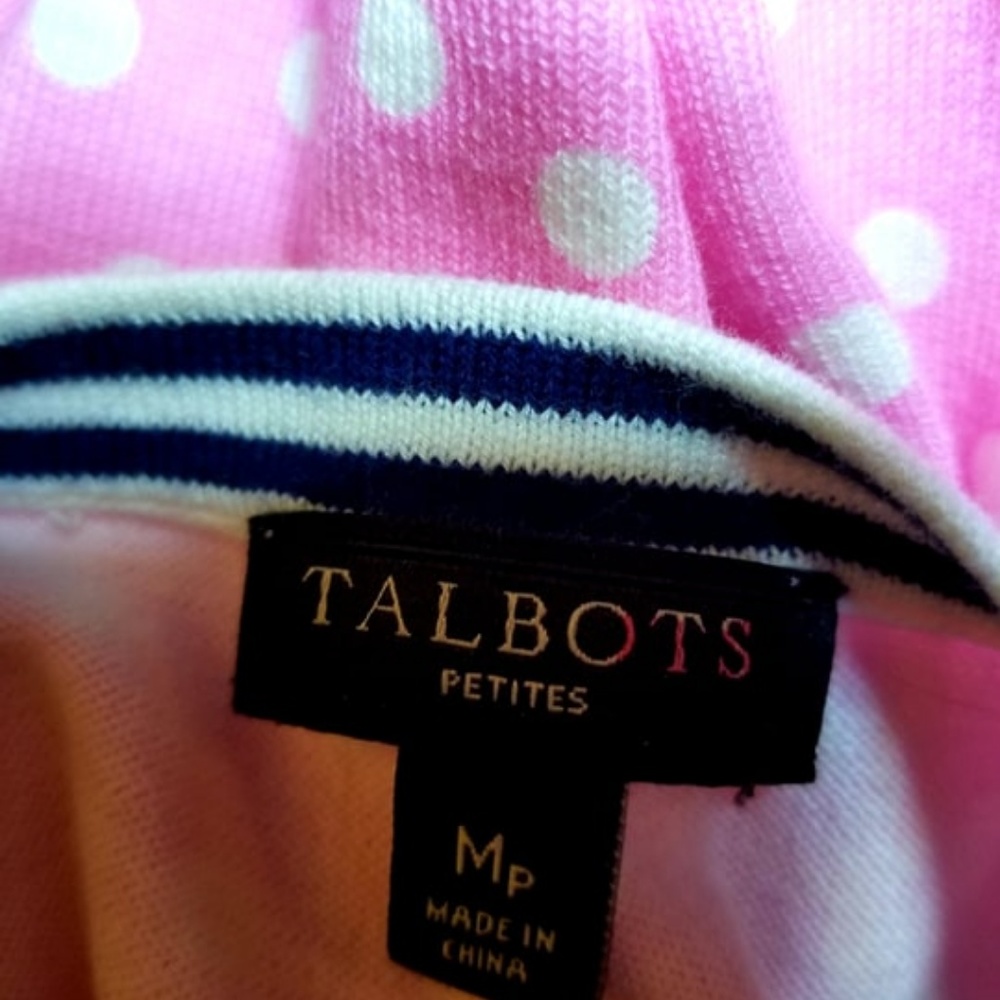 TALBOTS
PETITES
MP
MADE IN
CHINA